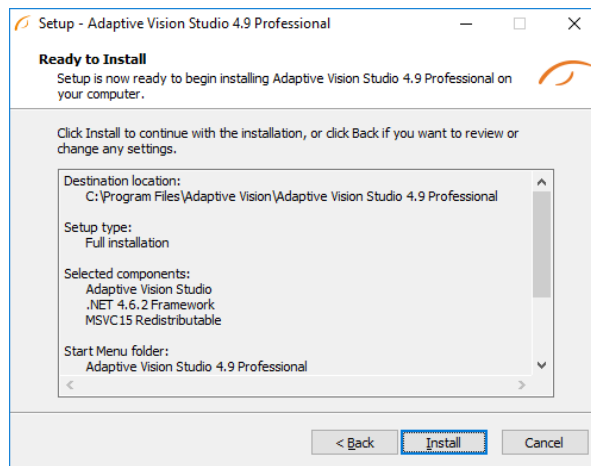 Setup - Adaptive Vision Studio 4.9 Professional
Ready to Install
Setup is now ready to begin installing Adaptive Vision Studio 4.9 Professional on
your computer.
Click Install to continue with the installation, or click Back if you want to review or
change any settings.
Destination location:
C:\Program Files\Adaptive Vision\Adaptive Vision Studio 4.9 Professional
Setup type:
Full installation
Selected components:
Adaptive Vision Studio
.NET 4.6.2 Framework
MSVC15 Redistributable
Start Menu folder:
Adaptive Vision Studio 4.9 Professional
< Back
Install
Cancel